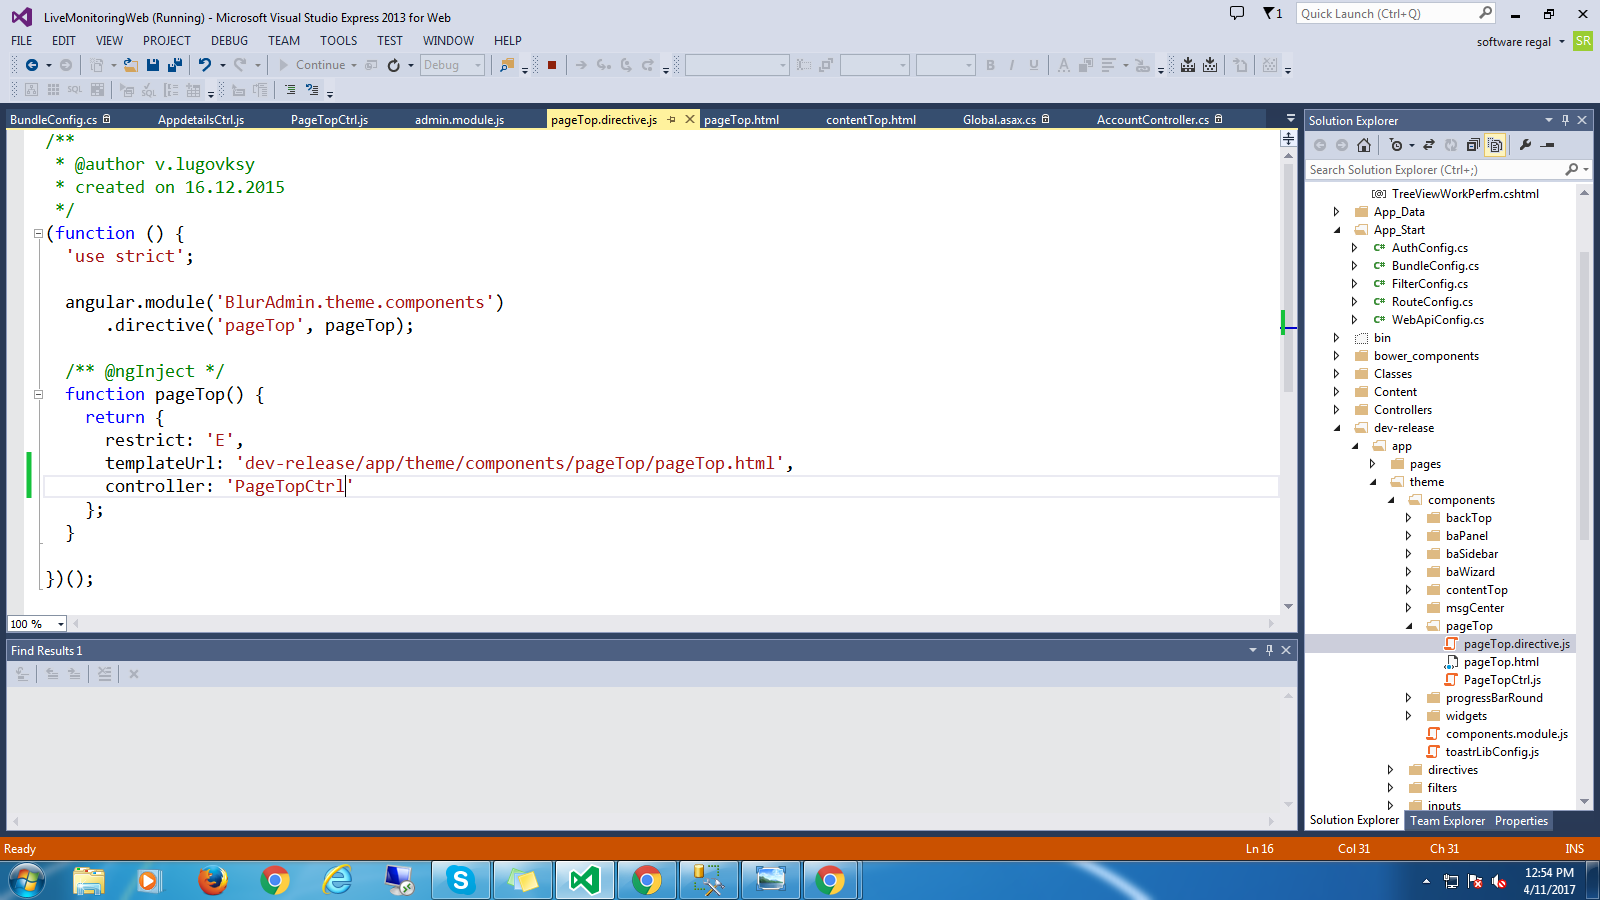 LiveMonitoringWeb (Running) - Microsoft Visual Studio Express 2013 for Web
1
Quick Launch (Ctrl+Q)
FILE EDIT VIEW PROJECT DEBUG TEAM TOOLS TEST WINDOW HELP
software regal
SR
Continue
Debug
B I U A
SQL
BundleConfig.cs AppdetailsCtrl.js PageTopCtrl.js admin.module.js pageTop.directive.js pageTop.html contentTop.html Global.asax.cs AccountController.cs
/**
* @author v.lugovksy
* created on 16.12.2015
*/
(function () {
'use strict';
angular.module('BlurAdmin.theme.components')
.directive('pageTop', pageTop);
/** @ngInject */
function pageTop() {
return {
restrict: 'E',
templateUrl: 'dev-release/app/theme/components/pageTop/pageTop.html',
controller: 'PageTopCtrl'
};
}
})();
100 %
Find Results 1
Solution Explorer
Search Solution Explorer (Ctrl+;)
[@] TreeViewWorkPerfm.cshtml
App_Data
App_Start
C# AuthConfig.cs
C# BundleConfig.cs
C# FilterConfig.cs
C# RouteConfig.cs
C# WebApiConfig.cs
bin
bower_components
Classes
Content
Controllers
dev-release
app
pages
theme
components
backTop
baPanel
baSidebar
baWizard
contentTop
msgCenter
pageTop
pageTop.directive.js
pageTop.html
PageTopCtrl.js
progressBarRound
widgets
components.module.js
toastrLibConfig.js
directives
filters
inputs
Solution Explorer Team Explorer Properties
Ready
Ln 16 Col 31 Ch 31 INS
12:54 PM
4/11/2017